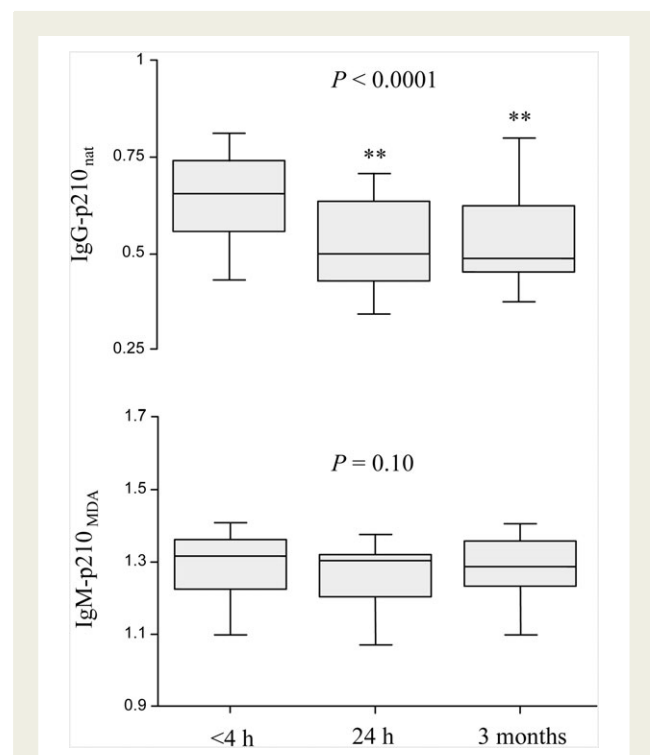 1
P < 0.0001
**
**
0.75
IgG-p210nat
0.5
0.25
1.7
P = 0.10
1.5
IgM-p210MDA
1.3
1.1
0.9
<4 h 24 h 3 months